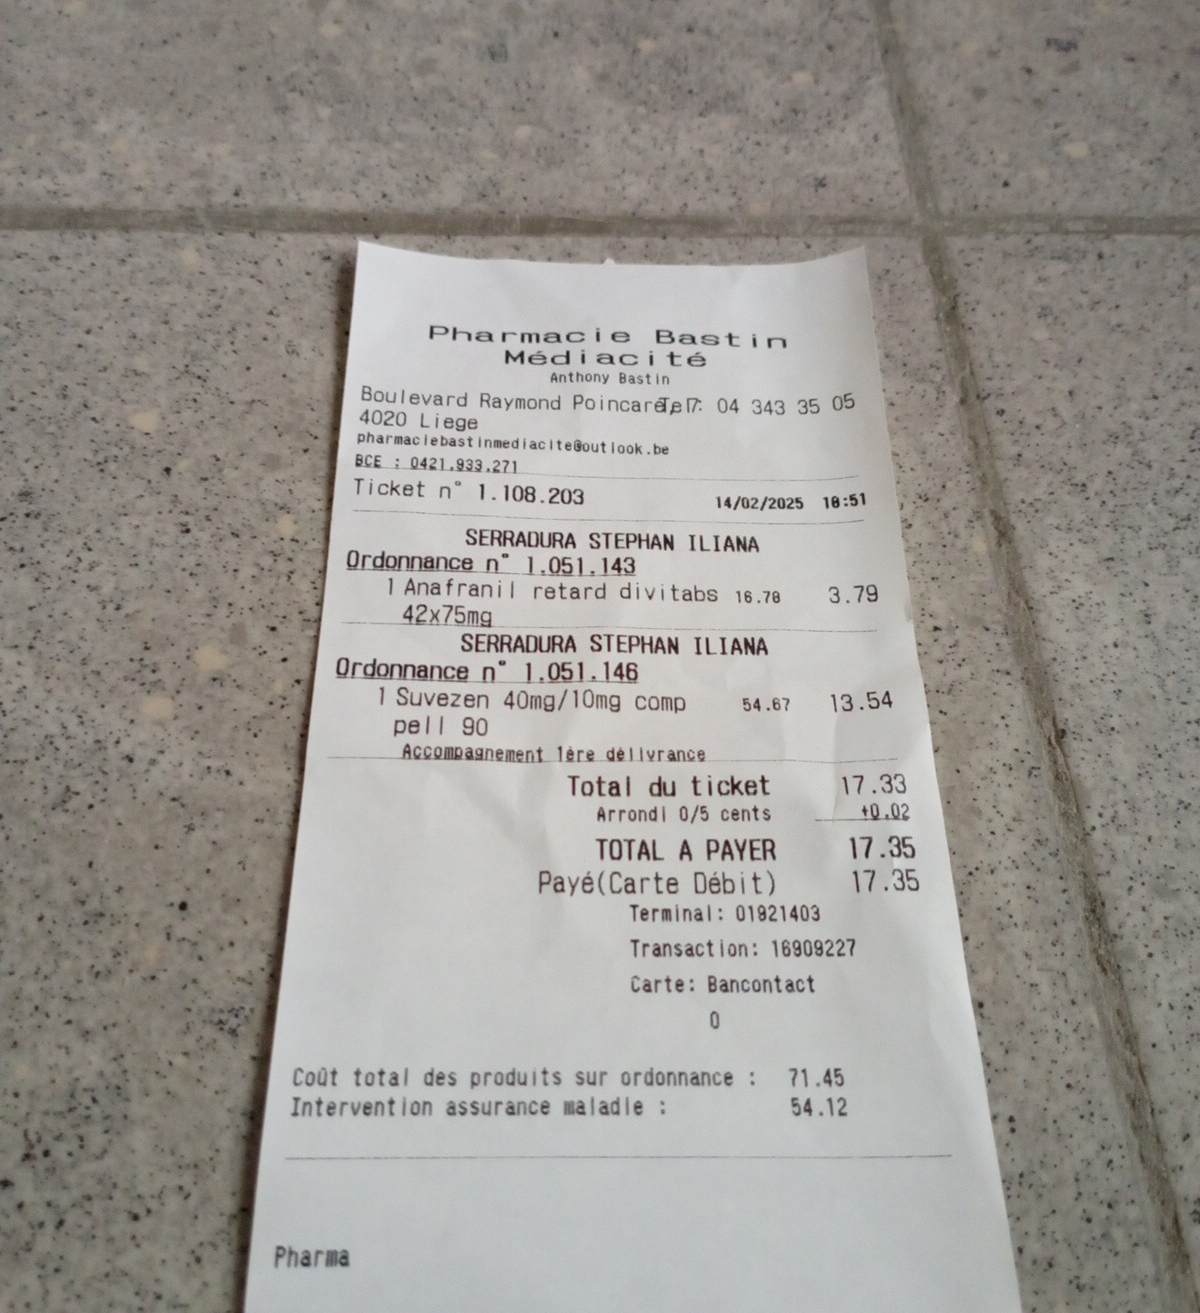 Pharmacie Bastin
Médiacité
Anthony Bastin
Boulevard Raymond Poincaré, 7 Tel: 04 343 35 05
4020 Liege
pharmaciebastinmediacite@outlook.be
BCE : 0421.933.271
Ticket n° 1.108.203 14/02/2025 18:51
SERRADURA STEPHAN ILIANA
Ordonnance n° 1.051.143
1 Anafranil retard divitabs 16.78 3.79
42x75mg
SERRADURA STEPHAN ILIANA
Ordonnance n° 1.051.146
1 Suvezen 40mg/10mg comp 54.67 13.54
pell 90
Accompagnement 1ère délivrance
Total du ticket 17.33
Arrondi 0/5 cents +0.02
TOTAL A PAYER 17.35
Payé(Carte Débit) 17.35
Terminal: 01921403
Transaction: 16909227
Carte: Bancontact
0
Coût total des produits sur ordonnance : 71.45
Intervention assurance maladie : 54.12
Pharma